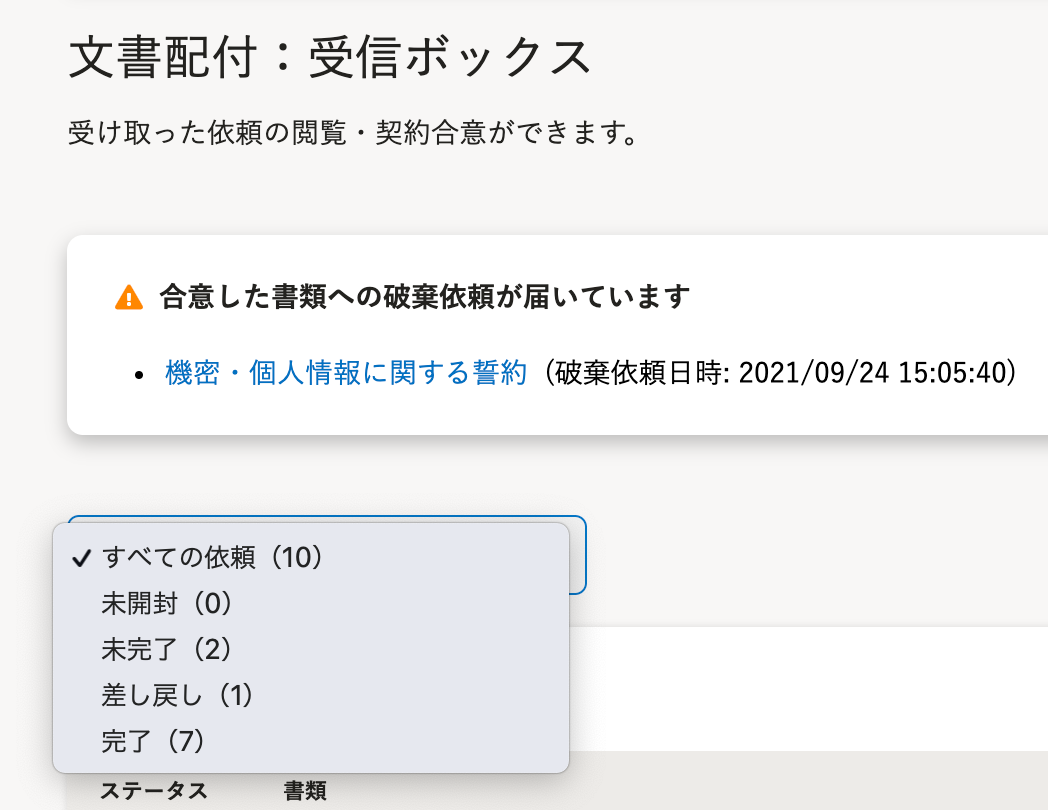 文書配付：受信ボックス
受け取った依頼の閲覧・契約合意ができます。
合意した書類への破棄依頼が届いています
• 機密・個人情報に関する誓約（破棄依頼日時: 2021/09/24 15:05:40）
✓ すべての依頼（10）
未開封（0）
未完了（2）
差し戻し（1）
完了（7）
ステータス 書類